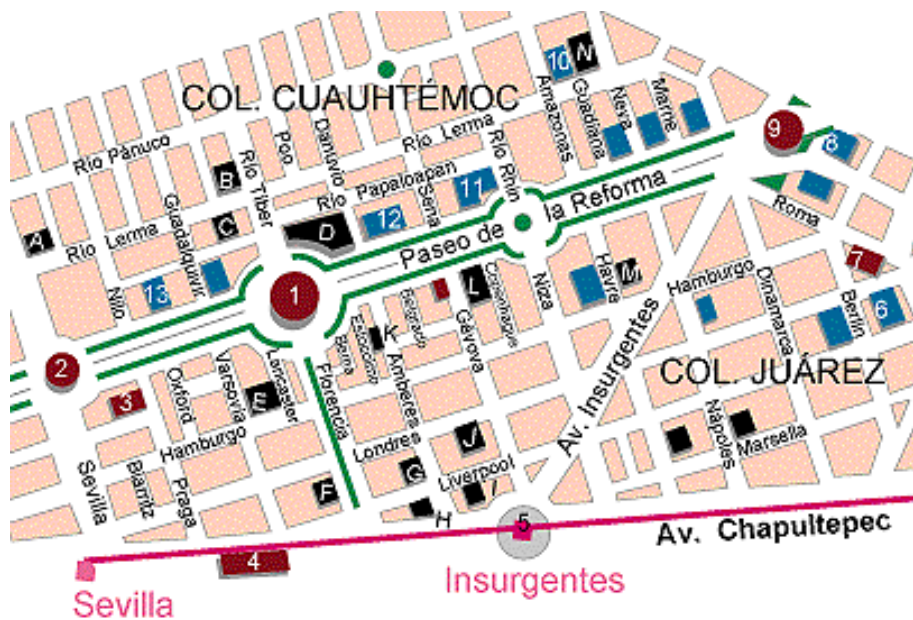 COL. CUAUHTÉMOC
10
N
Amazonas
Guadiana
Neva
Marne
9
8
Río Pánuco
Río Tiber
Poo
Danuvio
Río Lerma
Río Rhin
B
Río Papaloapan
Sena
11
12
A
Río Lerma
Guadalquivir
C
D
Paseo de la Reforma
Roma
7
Nilo
13
1
L
Copenhague
Niza
Havre
M
Hamburgo
Dinamarca
Berlín
6
2
K
Belgrado
Génova
Estocolmo
Amberes
Berna
Florencia
Lancaster
Varsovia
Oxford
3
E
Av. Insurgentes
COL. JUÁREZ
Hamburgo
Londres
J
G
Liverpool
I
Nápoles
Marsella
Sevilla
Biarritz
Praga
F
H
5
Av. Chapultepec
4
Insurgentes
Sevilla